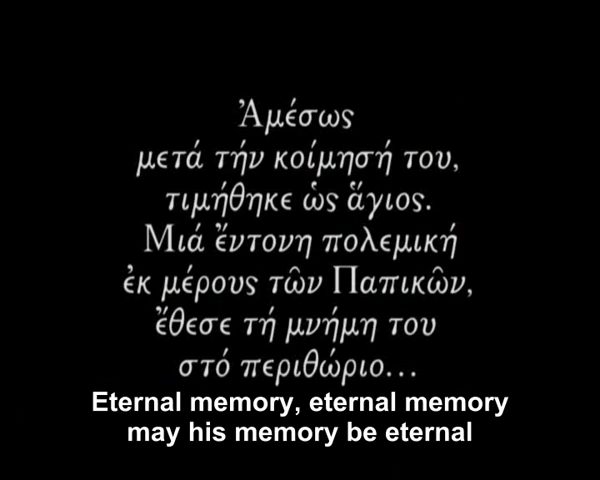 Ἀμέσως
μετά τήν κοίμησή του,
τιμήθηκε ὡς ἅγιος.
Μιά ἔντονη πολεμική
ἐκ μέρους τῶν Παπικῶν,
ἔθεσε τή μνήμη του
στό περιθώριο...
Eternal memory, eternal memory
may his memory be eternal